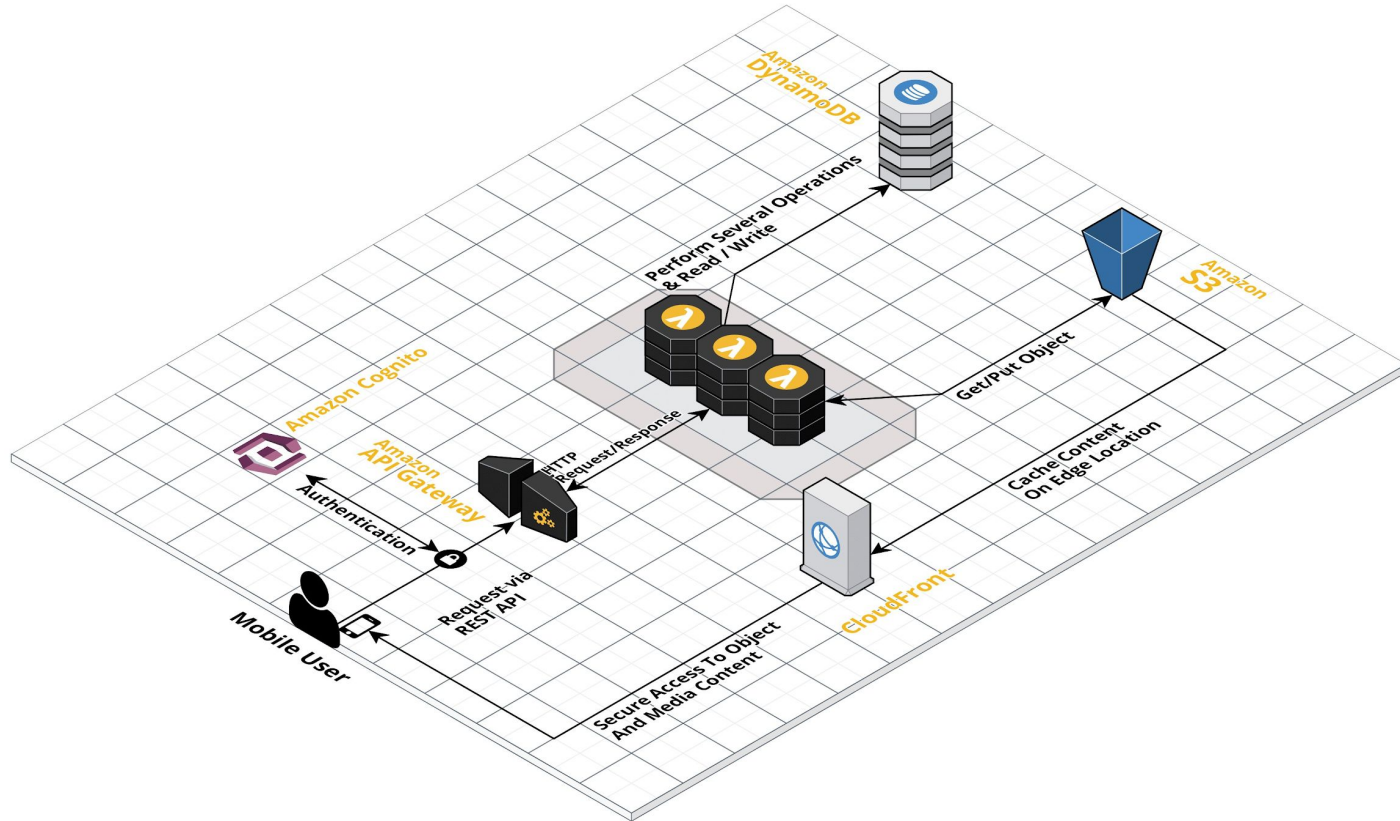 Amazon
DynamoDB
Perform Several Operations
& Read / Write
Amazon
S3
Get/Put Object
Amazon Cognito
Authentication
Amazon
API Gateway
HTTP
Request/Response
Cache Content
On Edge Location
Request via
REST API
Mobile User
CloudFront
Secure Access To Object
And Media Content